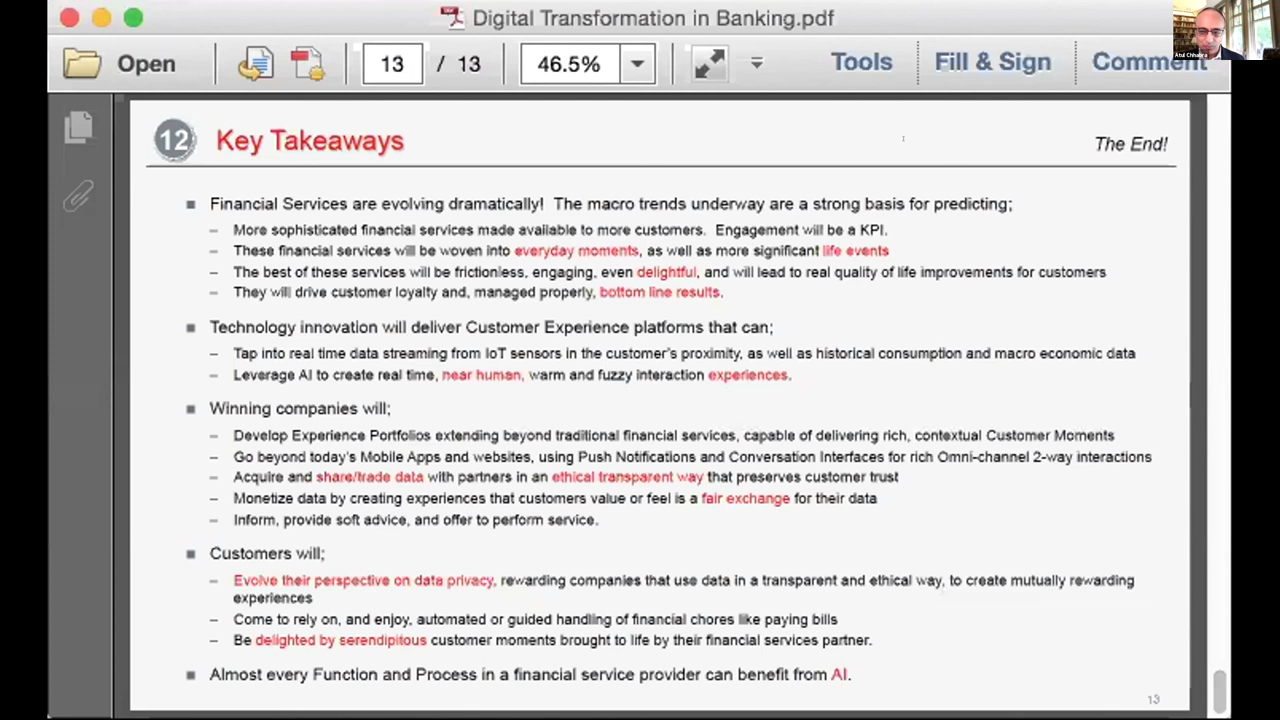 Digital Transformation in Banking.pdf
Open
13 / 13
46.5%
Tools
Fill & Sign
Comment
Atul Chhabra
12 Key Takeaways
The End!
Financial Services are evolving dramatically! The macro trends underway are a strong basis for predicting;
– More sophisticated financial services made available to more customers. Engagement will be a KPI.
– These financial services will be woven into everyday moments, as well as more significant life events
– The best of these services will be frictionless, engaging, even delightful, and will lead to real quality of life improvements for customers
– They will drive customer loyalty and, managed properly, bottom line results.
Technology innovation will deliver Customer Experience platforms that can;
– Tap into real time data streaming from IoT sensors in the customer's proximity, as well as historical consumption and macro economic data
– Leverage AI to create real time, near human, warm and fuzzy interaction experiences.
Winning companies will;
– Develop Experience Portfolios extending beyond traditional financial services, capable of delivering rich, contextual Customer Moments
– Go beyond today's Mobile Apps and websites, using Push Notifications and Conversation Interfaces for rich Omni-channel 2-way interactions
– Acquire and share/trade data with partners in an ethical transparent way that preserves customer trust
– Monetize data by creating experiences that customers value or feel is a fair exchange for their data
– Inform, provide soft advice, and offer to perform service.
Customers will;
– Evolve their perspective on data privacy, rewarding companies that use data in a transparent and ethical way, to create mutually rewarding
experiences
– Come to rely on, and enjoy, automated or guided handling of financial chores like paying bills
– Be delighted by serendipitous customer moments brought to life by their financial services partner.
Almost every Function and Process in a financial service provider can benefit from AI.
13